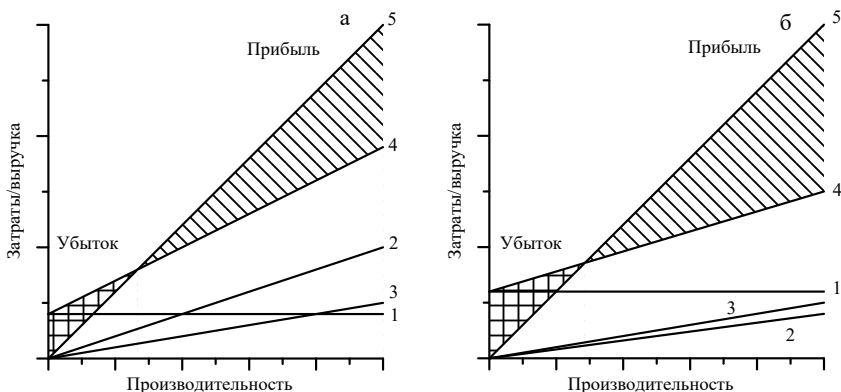 а
5
Прибыль
4
Затраты/выручка
Убыток
2
3
1
Производительность
б
5
Прибыль
4
Затраты/выручка
Убыток
1
3
2
Производительность